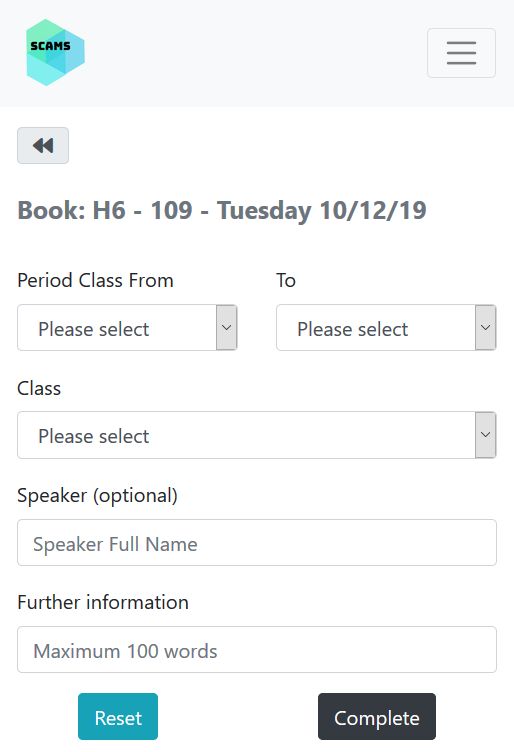 SCAMS
Book: H6 - 109 - Tuesday 10/12/19
Period Class From To
Please select Please select
Class
Please select
Speaker (optional)
Speaker Full Name
Further information
Maximum 100 words
Reset Complete